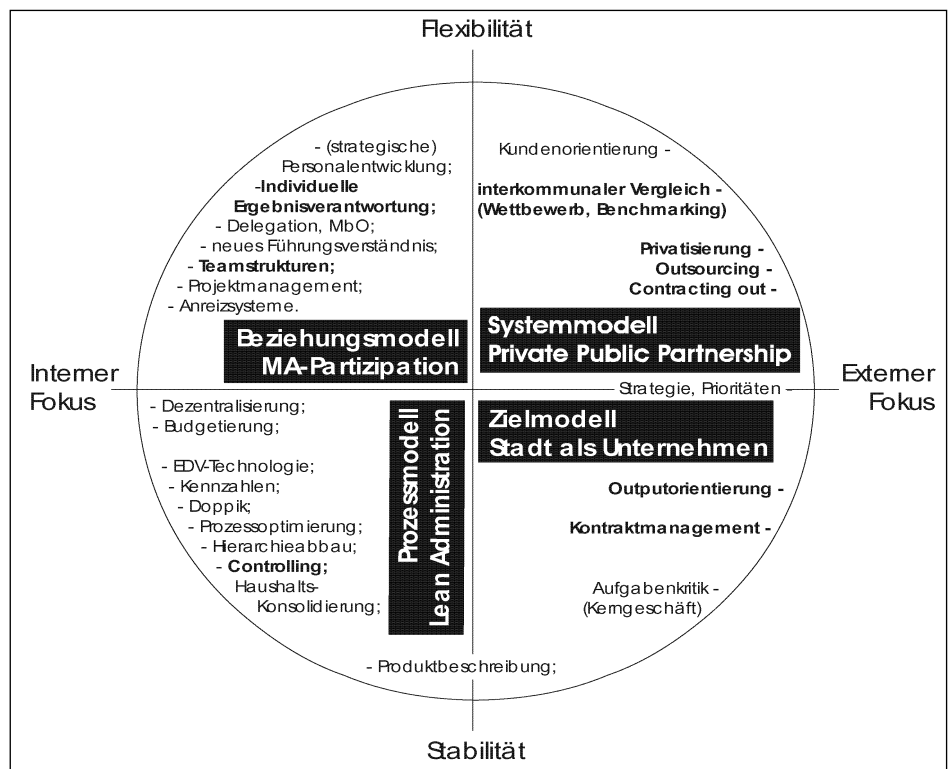 Flexibilität
- (strategische)
Personalentwicklung;
-Individuelle
Ergebnisverantwortung;
- Delegation, MbO;
- neues Führungsverständnis;
- Teamstrukturen;
- Projektmanagement;
- Anreizsysteme.
Kundenorientierung -
interkommunaler Vergleich -
(Wettbewerb, Benchmarking)
Privatisierung -
Outsourcing -
Contracting out -
Beziehungsmodell
MA-Partizipation
Systemmodell
Private Public Partnership
Interner
Fokus
Strategie, Prioritäten -
Externer
Fokus
- Dezentralisierung;
- Budgetierung;
- EDV-Technologie;
- Kennzahlen;
- Doppik;
- Prozessoptimierung;
- Hierarchieabbau;
- Controlling;
Haushalts-
Konsolidierung;
Prozessmodell
Lean Administration
Zielmodell
Stadt als Unternehmen
Outputorientierung -
Kontraktmanagement -
Aufgabenkritik -
(Kerngeschäft)
- Produktbeschreibung;
Stabilität